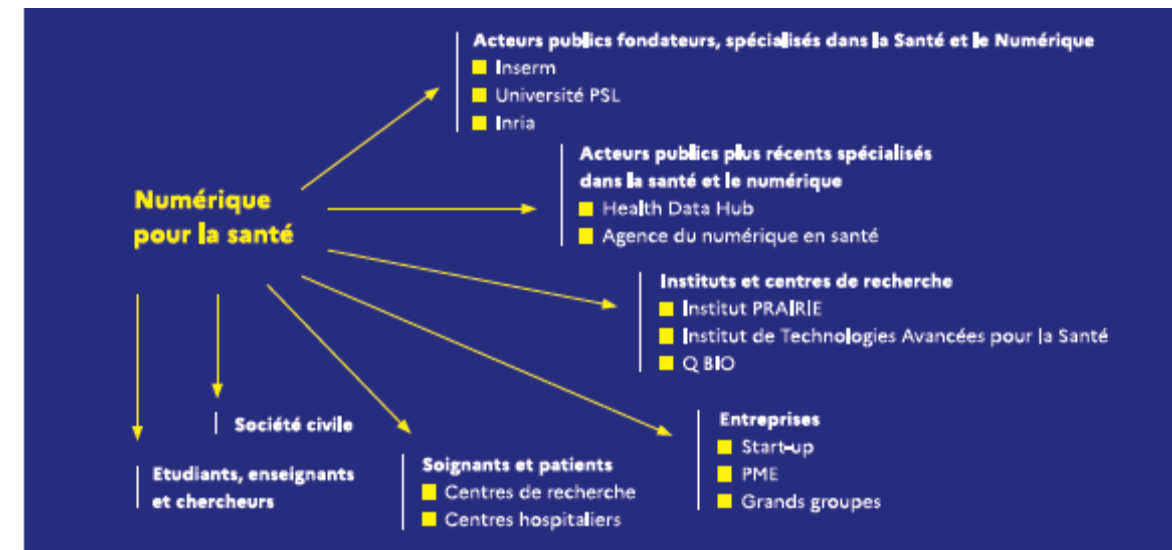 Acteurs publics fondateurs, spécialisés dans la Santé et le Numérique
Inserm
Université PSL
Inria
Acteurs publics plus récents spécialisés
dans la santé et le numérique
Health Data Hub
Agence du numérique en santé
Numérique
pour la santé
Instituts et centres de recherche
Institut PRAIRIE
Institut de Technologies Avancées pour la Santé
Q BIO
Entreprises
Start-up
PME
Grands groupes
Société civile
Soignants et patients
Centres de recherche
Centres hospitaliers
Etudiants, enseignants
et chercheurs